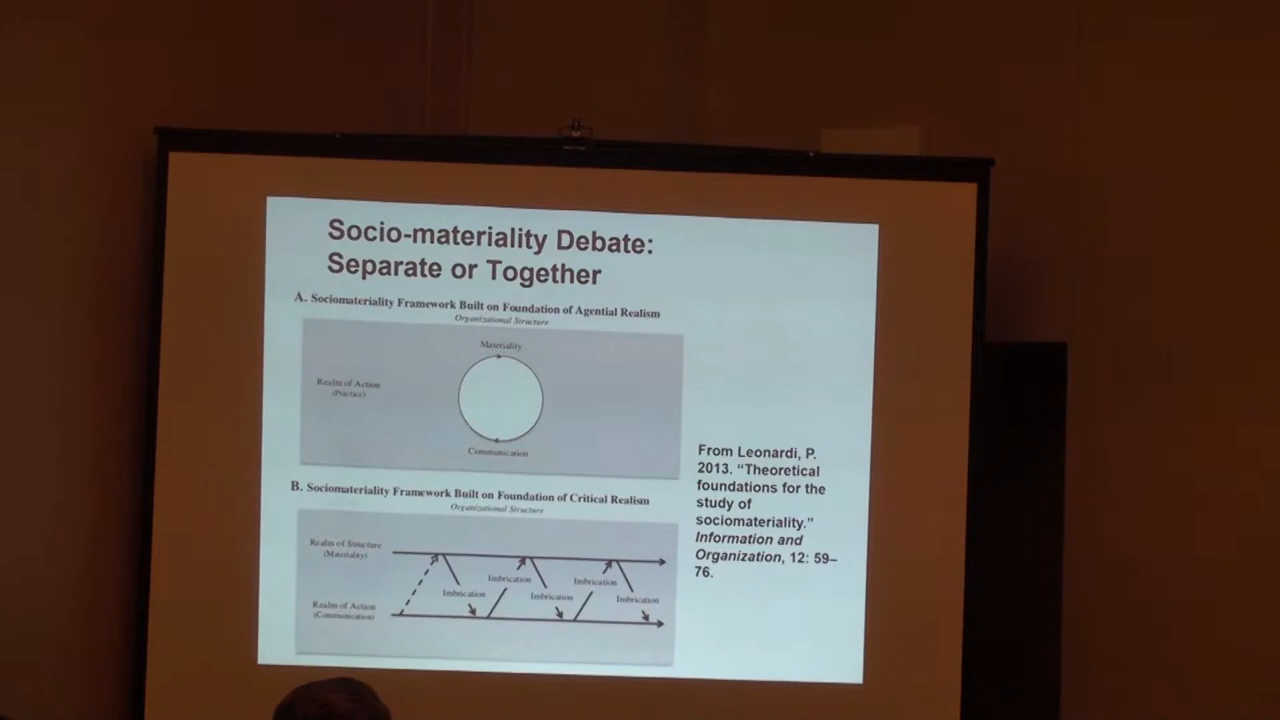 Socio-materiality Debate:
Separate or Together
A. Sociomateriality Framework Built on Foundation of Agential Realism
Organizational Structure
Materiality
Realm of Action
(Practice)
Communication
B. Sociomateriality Framework Built on Foundation of Critical Realism
Organizational Structure
Realm of Structure
(Materiality)
Imbrication
Imbrication
Imbrication
Imbrication
Imbrication
Realm of Action
(Communication)
From Leonardi, P.
2013. “Theoretical
foundations for the
study of
sociomateriality.”
Information and
Organization, 12: 59–
76.